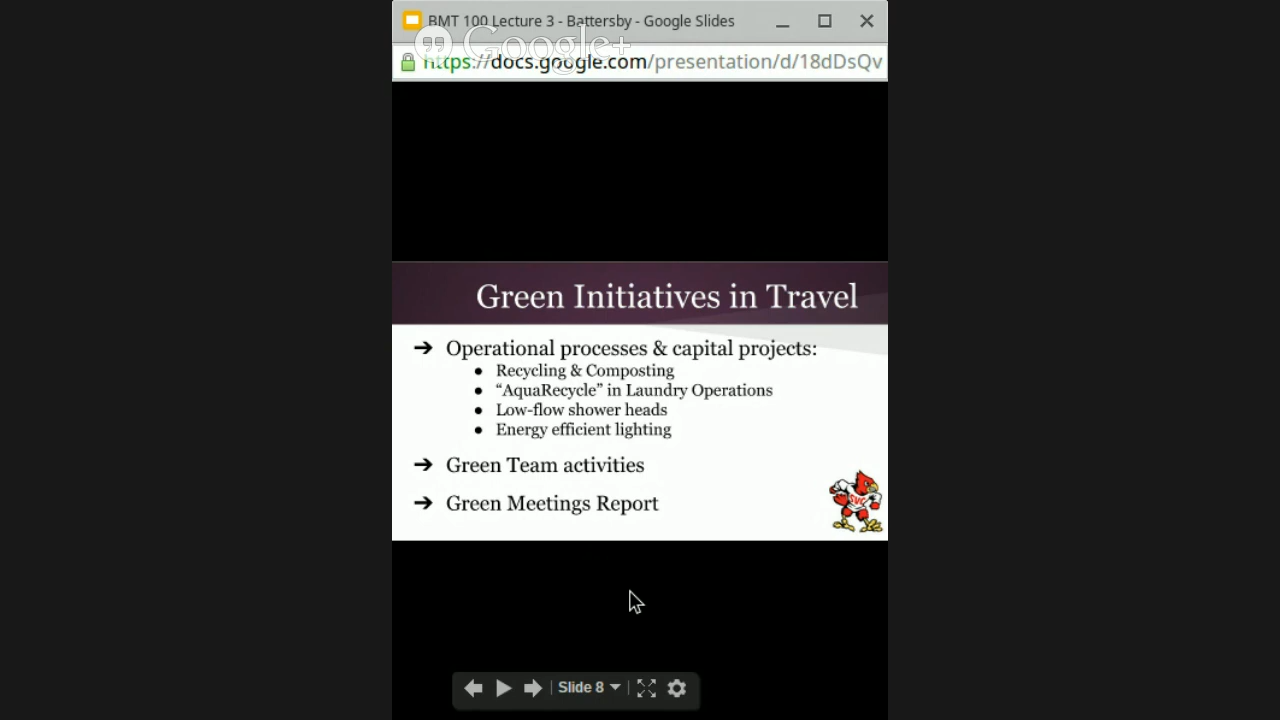 BMT 100 Lecture 3 - Battersby - Google Slides
Google+
https://docs.google.com/presentation/d/18dDsQv
Green Initiatives in Travel
➔ Operational processes & capital projects:
● Recycling & Composting
● “AquaRecycle” in Laundry Operations
● Low-flow shower heads
● Energy efficient lighting
➔ Green Team activities
➔ Green Meetings Report
Slide 8